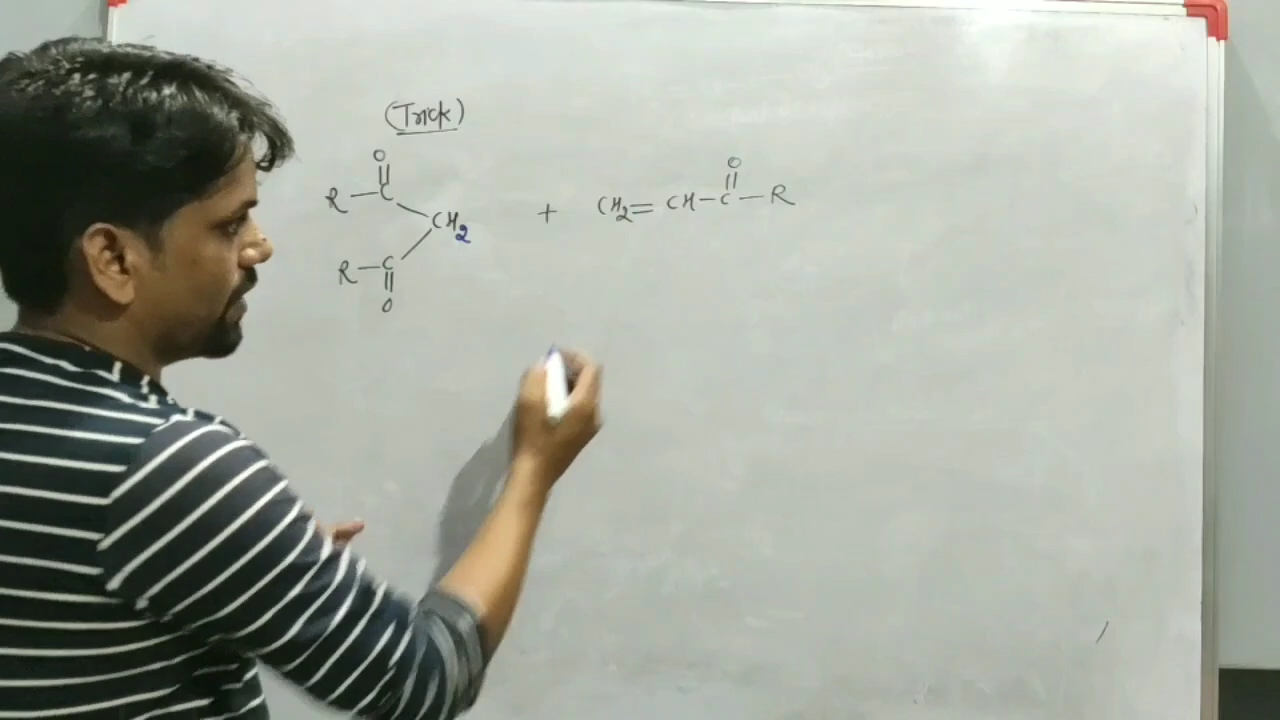 (Trick)
O O
R—C CH2=CH—C—R
CH2 +
R—C
O